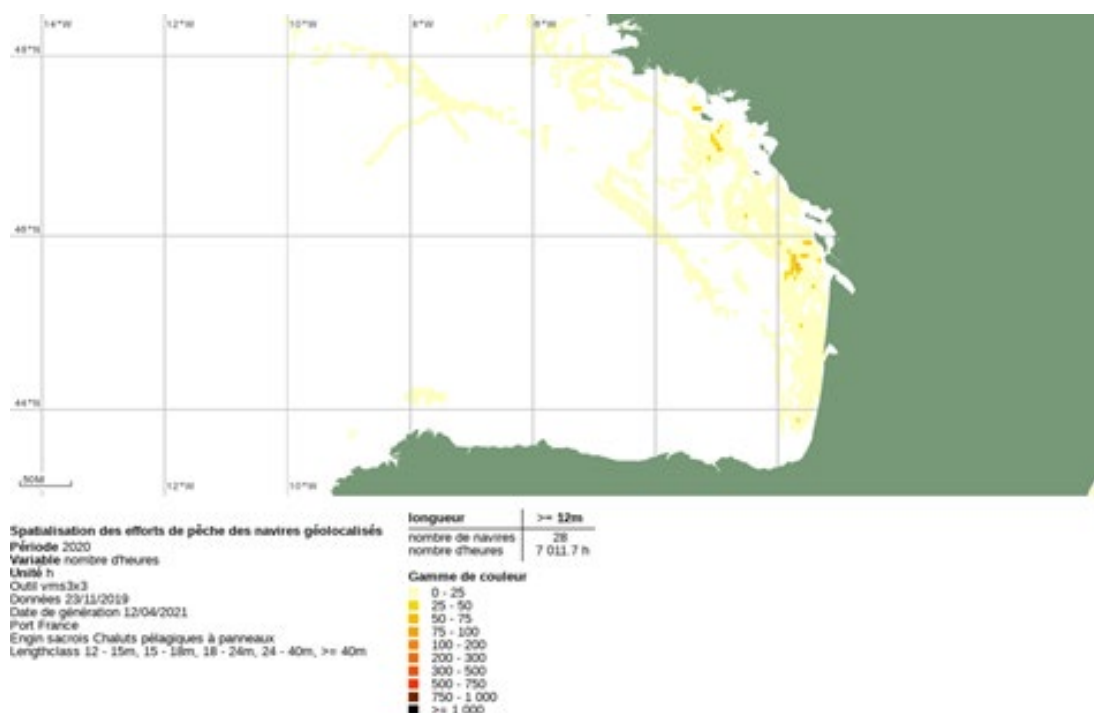 14°W 12°W 10°W 8°W 6°W
48°N
46°N
44°N
50M
12°W 10°W
Spatialisation des efforts de pêche des navires géolocalisés
Période 2020
Variable nombre d'heures
Unité h
Outil vms3x3
Données 23/11/2019
Date de génération 12/04/2021
Port France
Engin sacrois Chaluts pélagiques à panneaux
Lengthclass 12 - 15m, 15 - 18m, 18 - 24m, 24 - 40m, >= 40m
longueur >= 12m
nombre de navires 28
nombre d'heures 7 011.7 h
Gamme de couleur
0 - 25
25 - 50
50 - 75
75 - 100
100 - 200
200 - 300
300 - 500
500 - 750
750 - 1 000
>= 1 000